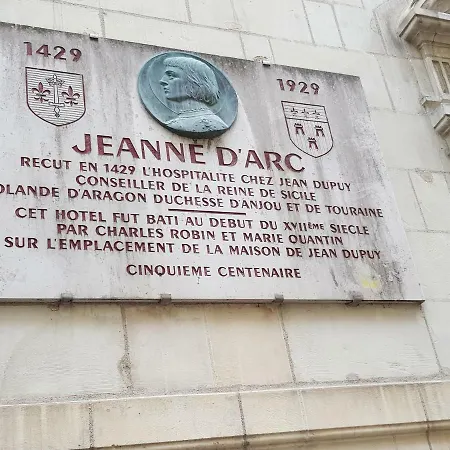 1429
1929
JEANNE D'ARC
RECUT EN 1429 L'HOSPITALITE CHEZ JEAN DUPUY
CONSEILLER DE LA REINE DE SICILE
OLANDE D'ARAGON DUCHESSE D'ANJOU ET DE TOURAINE
CET HOTEL FUT BATI AU DEBUT DU XVIIÈME SIECLE
PAR CHARLES ROBIN ET MARIE QUANTIN
SUR L'EMPLACEMENT DE LA MAISON DE JEAN DUPUY
CINQUIEME CENTENAIRE